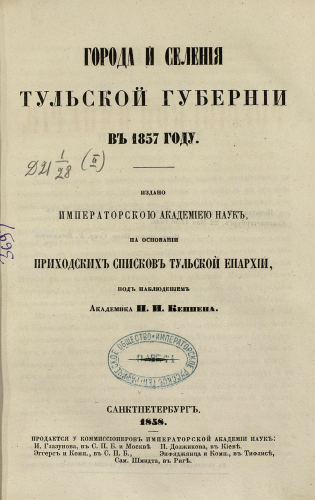 ГОРОДА И СЕЛЕНІЯ
ТУЛЬСКОЙ ГУБЕРНІИ
ВЪ 1857 ГОДУ.
ИЗДАНО
ИМПЕРАТОРСКОЮ АКАДЕМІЕЮ НАУКЪ,
НА ОСНОВАНІИ
ПРИХОДСКИХЪ СПИСКОВЪ ТУЛЬСКОЙ ЕПАРХІИ,
ПОДЪ НАБЛЮДЕНІЕМЪ
АКАДЕМИКА П. И. КЕППЕНА.
САНКТПЕТЕРБУРГЪ.
1858.
ПРОДАЕТСЯ У КОММИСІОНЕРОВЪ ИМПЕРАТОРСКОЙ АКАДЕМІИ НАУКЪ:
И. Глазунова, въ С. П. Б. и Москвѣ П. Должикова, въ Кіевѣ.
Эггерсъ и Комп., въ С. П. Б., Энфяджянца и Комп., въ Тифлисѣ,
Сам. Шмидта, въ Ригѣ.